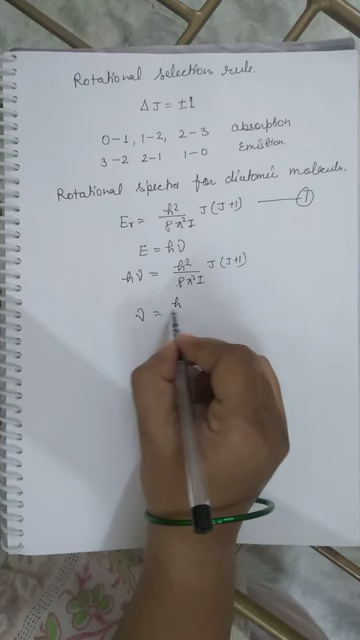 Rotational selection rule.
ΔJ = ±1
0-1, 1-2, 2-3 absorption
3-2 2-1 1-0 Emission
Rotational spectra for diatomic molecule.
Er = h²/8π²I J(J+1) —— 7
E = hν
hν = h²/8π²I J(J+1)
ν = h